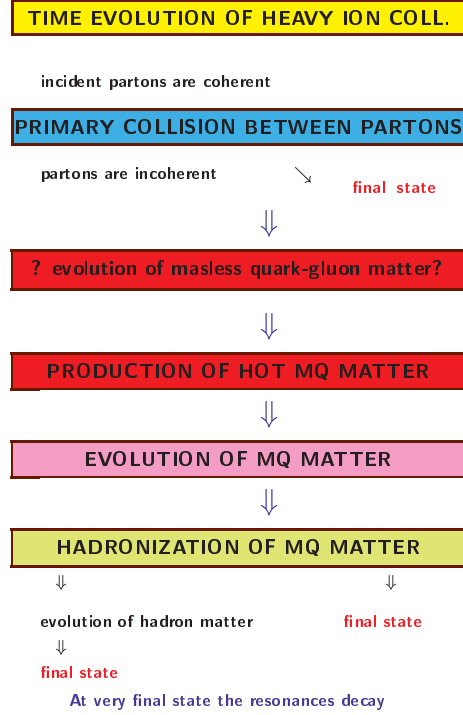 TIME EVOLUTION OF HEAVY ION COLL.
incident partons are coherent
PRIMARY COLLISION BETWEEN PARTONS
partons are incoherent
final state
? evolution of masless quark-gluon matter?
PRODUCTION OF HOT MQ MATTER
EVOLUTION OF MQ MATTER
HADRONIZATION OF MQ MATTER
evolution of hadron matter
final state
final state
At very final state the resonances decay